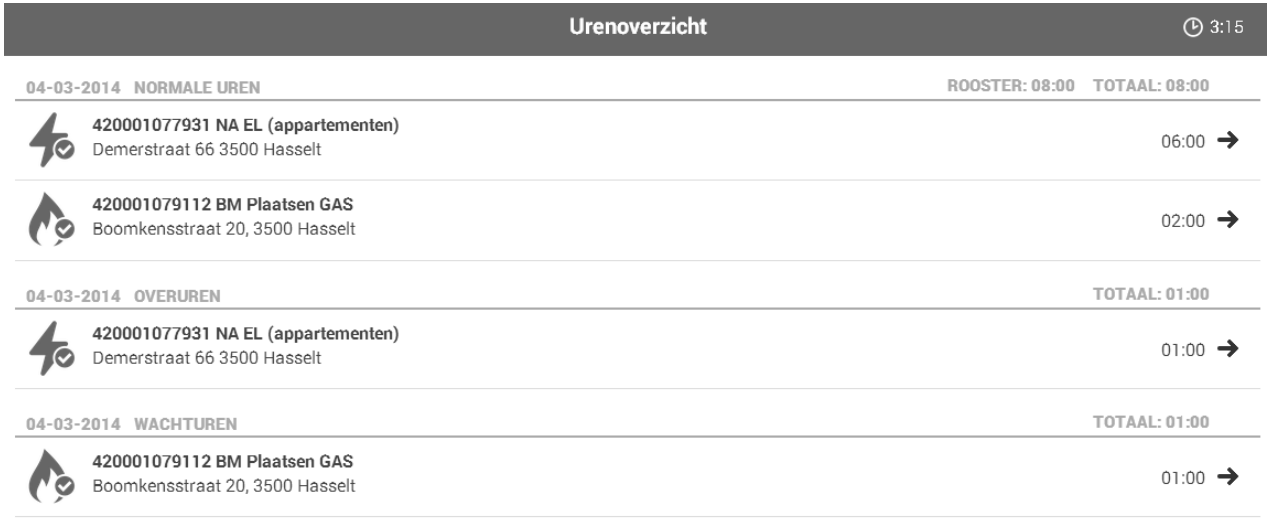 Urenoverzicht 3:15
04-03-2014 NORMALE UREN ROOSTER: 08:00 TOTAAL: 08:00
420001077931 NA EL (appartementen)
Demerstraat 66 3500 Hasselt
06:00
420001079112 BM Plaatsen GAS
Boomkensstraat 20, 3500 Hasselt
02:00
04-03-2014 OVERUREN TOTAAL: 01:00
420001077931 NA EL (appartementen)
Demerstraat 66 3500 Hasselt
01:00
04-03-2014 WACHTUREN TOTAAL: 01:00
420001079112 BM Plaatsen GAS
Boomkensstraat 20, 3500 Hasselt
01:00